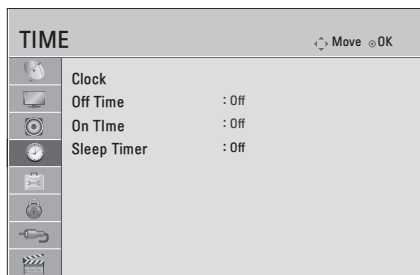 TIME
Move OK
Clock
Off Time : Off
On TIme : Off
Sleep Timer : Off